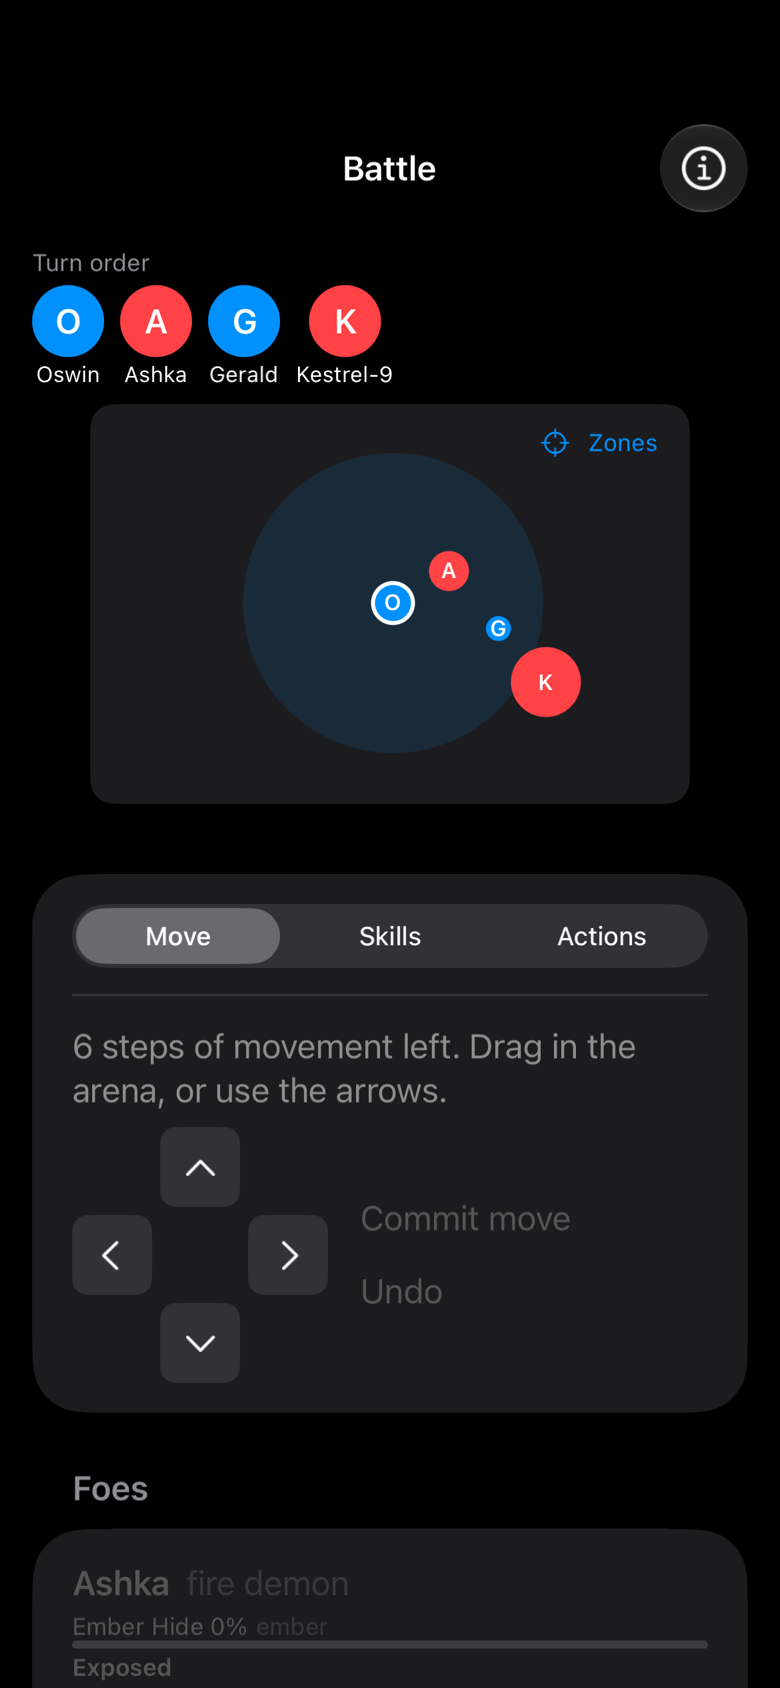 Battle
Turn order
O A G K
Oswin Ashka Gerald Kestrel-9
Zones
A
O
G
K
Move Skills Actions
6 steps of movement left. Drag in the
arena, or use the arrows.
Commit move
Undo
Foes
Ashka fire demon
Ember Hide 0% ember
Exposed